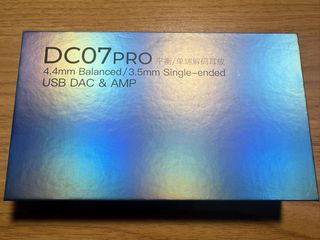 DC07PRO 平衡/单端解码耳放
4.4mm Balanced/3.5mm Single-ended
USB DAC & AMP